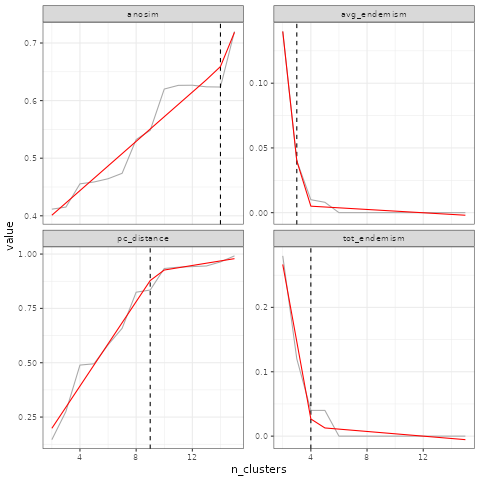 anosim
avg_endemism
0.7
0.6
0.5
0.4
0.10
0.05
0.00
value
pc_distance
tot_endemism
1.00
0.75
0.50
0.25
0.2
0.1
0.0
4 8 12
4 8 12
n_clusters